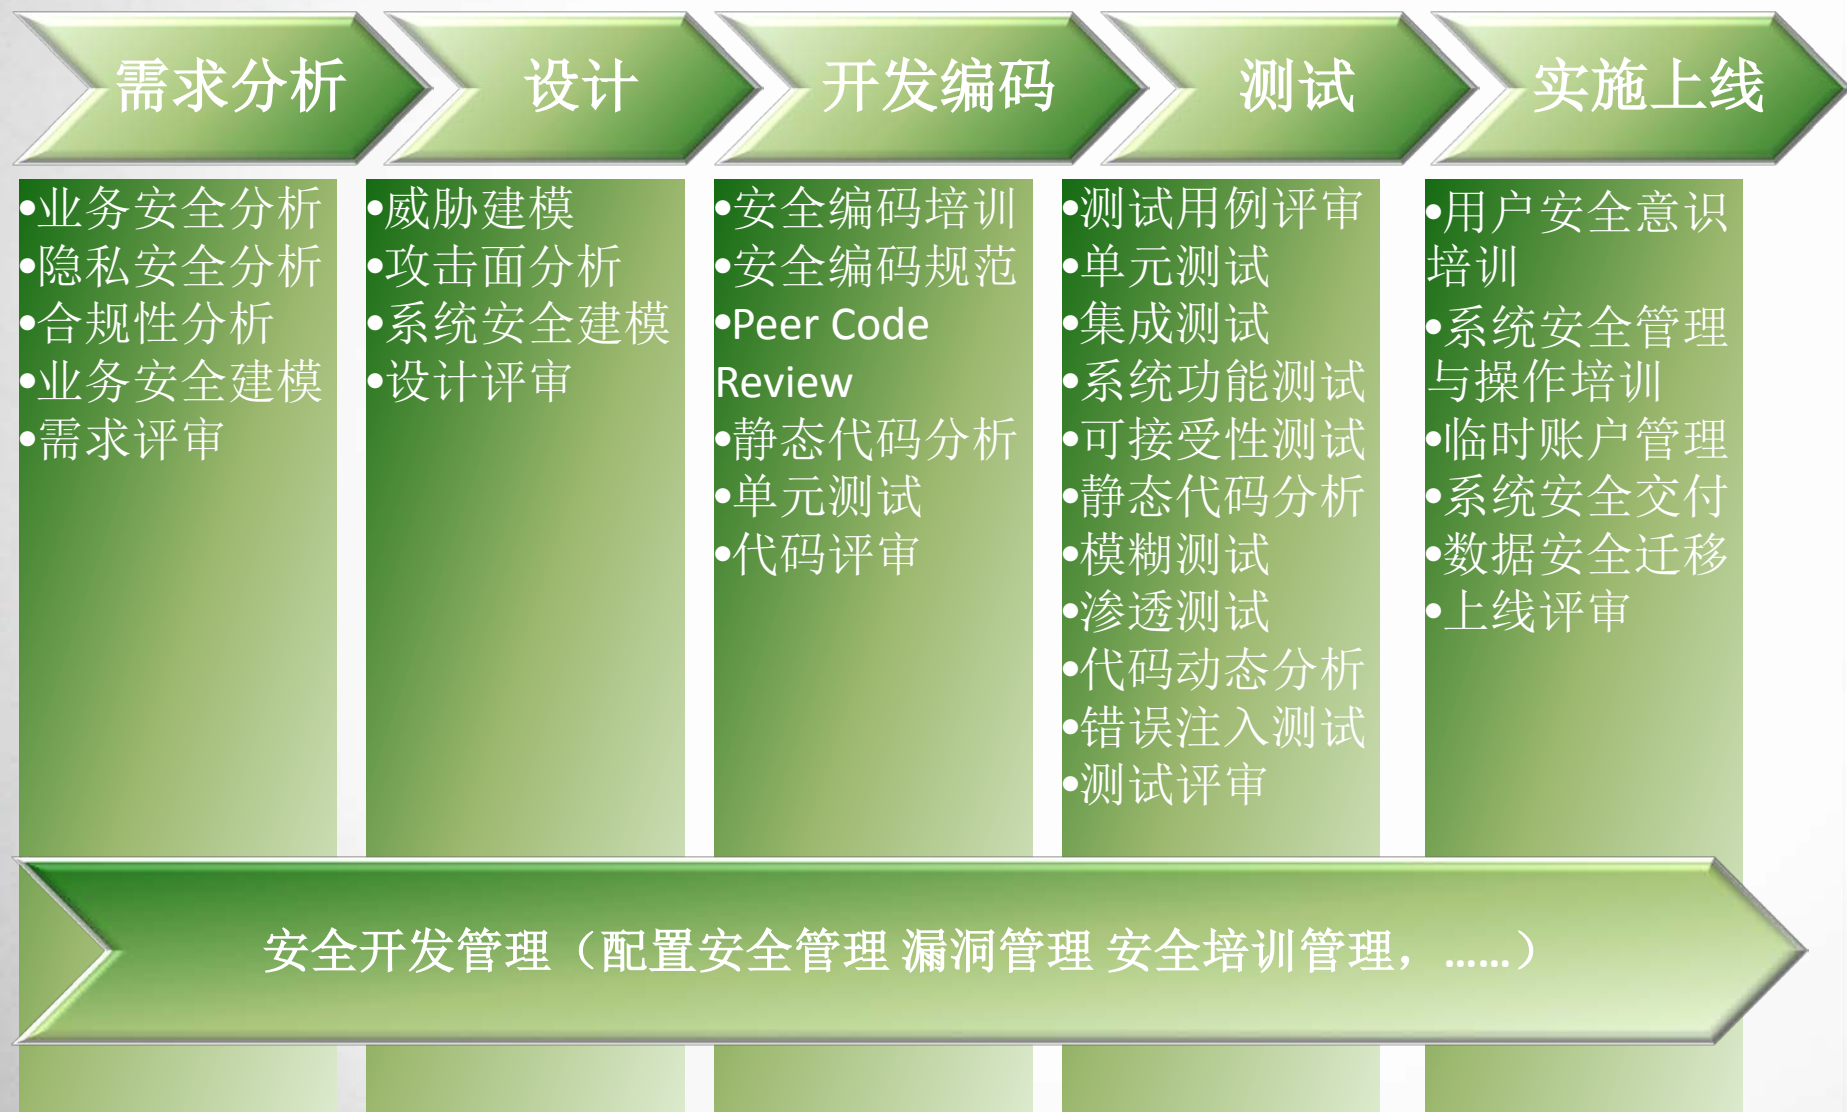 需求分析
设计
开发编码
测试
实施上线
•业务安全分析
•隐私安全分析
•合规性分析
•业务安全建模
•需求评审
•威胁建模
•攻击面分析
•系统安全建模
•设计评审
•安全编码培训
•安全编码规范
•Peer Code
Review
•静态代码分析
•单元测试
•代码评审
•测试用例评审
•单元测试
•集成测试
•系统功能测试
•可接受性测试
•静态代码分析
•模糊测试
•渗透测试
•代码动态分析
•错误注入测试
•测试评审
•用户安全意识
培训
•系统安全管理
与操作培训
•临时账户管理
•系统安全交付
•数据安全迁移
•上线评审
安全开发管理（配置安全管理 漏洞管理 安全培训管理，……）